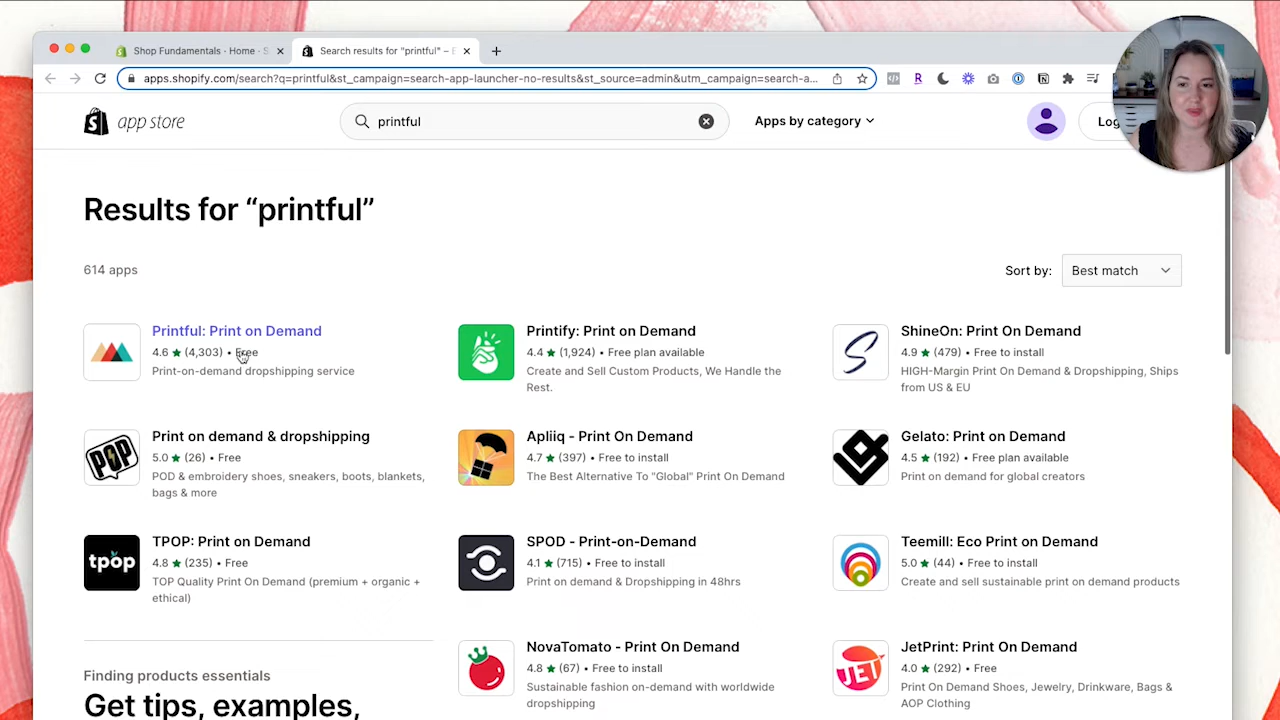 Shop Fundamentals · Home · S
Search results for "printful" – E
apps.shopify.com/search?q=printful&st_campaign=search-app-launcher-no-results&st_source=admin&utm_campaign=search-a...
app store
printful
Apps by category
Log
Results for “printful”
614 apps
Sort by:
Best match
Printful: Print on Demand
4.6 ★ (4,303) • Free
Print-on-demand dropshipping service
Printify: Print on Demand
4.4 ★ (1,924) • Free plan available
Create and Sell Custom Products, We Handle the
Rest.
ShineOn: Print On Demand
4.9 ★ (479) • Free to install
HIGH-Margin Print On Demand & Dropshipping, Ships
from US & EU
POP
Print on demand & dropshipping
5.0 ★ (26) • Free
POD & embroidery shoes, sneakers, boots, blankets,
bags & more
Apliiq - Print On Demand
4.7 ★ (397) • Free to install
The Best Alternative To "Global" Print On Demand
Gelato: Print on Demand
4.5 ★ (192) • Free plan available
Print on demand for global creators
tpop
TPOP: Print on Demand
4.8 ★ (235) • Free
TOP Quality Print On Demand (premium + organic +
ethical)
SPOD - Print-on-Demand
4.1 ★ (715) • Free to install
Print on demand & Dropshipping in 48hrs
Teemill: Eco Print on Demand
5.0 ★ (44) • Free to install
Create and sell sustainable print on demand products
NovaTomato - Print On Demand
4.8 ★ (67) • Free to install
Sustainable fashion on-demand with worldwide
dropshipping
JET
JetPrint: Print On Demand
4.0 ★ (292) • Free
Print On Demand Shoes, Jewelry, Drinkware, Bags &
AOP Clothing
Finding products essentials
Get tips, examples,